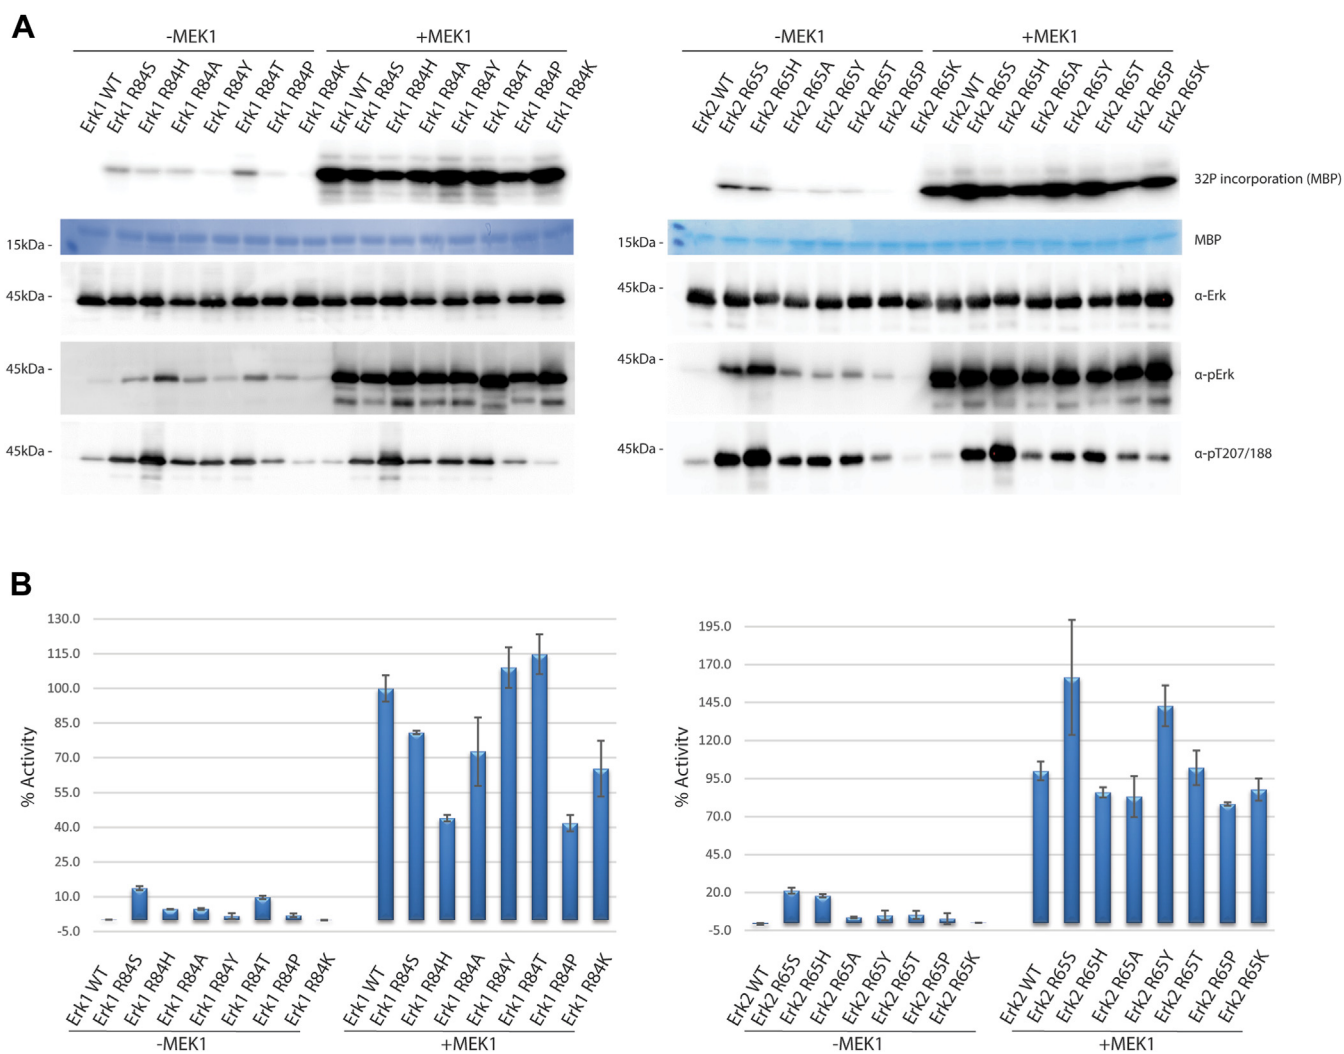 A
-MEK1
+MEK1
Erk1 WT
Erk1 R84S
Erk1 R84H
Erk1 R84A
Erk1 R84Y
Erk1 R84T
Erk1 R84P
Erk1 R84K
Erk1 WT
Erk1 R84S
Erk1 R84H
Erk1 R84A
Erk1 R84Y
Erk1 R84T
Erk1 R84P
Erk1 R84K
-MEK1
+MEK1
Erk2 WT
Erk2 R65S
Erk2 R65H
Erk2 R65A
Erk2 R65Y
Erk2 R65T
Erk2 R65P
Erk2 R65K
Erk2 WT
Erk2 R65S
Erk2 R65H
Erk2 R65A
Erk2 R65Y
Erk2 R65T
Erk2 R65P
Erk2 R65K
32P incorporation (MBP)
15kDa -
15kDa -
MBP
45kDa -
45kDa -
α-Erk
45kDa -
45kDa -
α-pErk
45kDa -
45kDa -
α-pT207/188
B
% Activity
130.0
115.0
100.0
85.0
70.0
55.0
40.0
25.0
10.0
-5.0
Erk1 WT
Erk1 R84S
Erk1 R84H
Erk1 R84A
Erk1 R84Y
Erk1 R84T
Erk1 R84P
Erk1 R84K
Erk1 WT
Erk1 R84S
Erk1 R84H
Erk1 R84A
Erk1 R84Y
Erk1 R84T
Erk1 R84P
Erk1 R84K
-MEK1
+MEK1
% Activity
195.0
170.0
145.0
120.0
95.0
70.0
45.0
20.0
-5.0
Erk2 WT
Erk2 R65S
Erk2 R65H
Erk2 R65A
Erk2 R65Y
Erk2 R65T
Erk2 R65P
Erk2 R65K
Erk2 WT
Erk2 R65S
Erk2 R65H
Erk2 R65A
Erk2 R65Y
Erk2 R65T
Erk2 R65P
Erk2 R65K
-MEK1
+MEK1